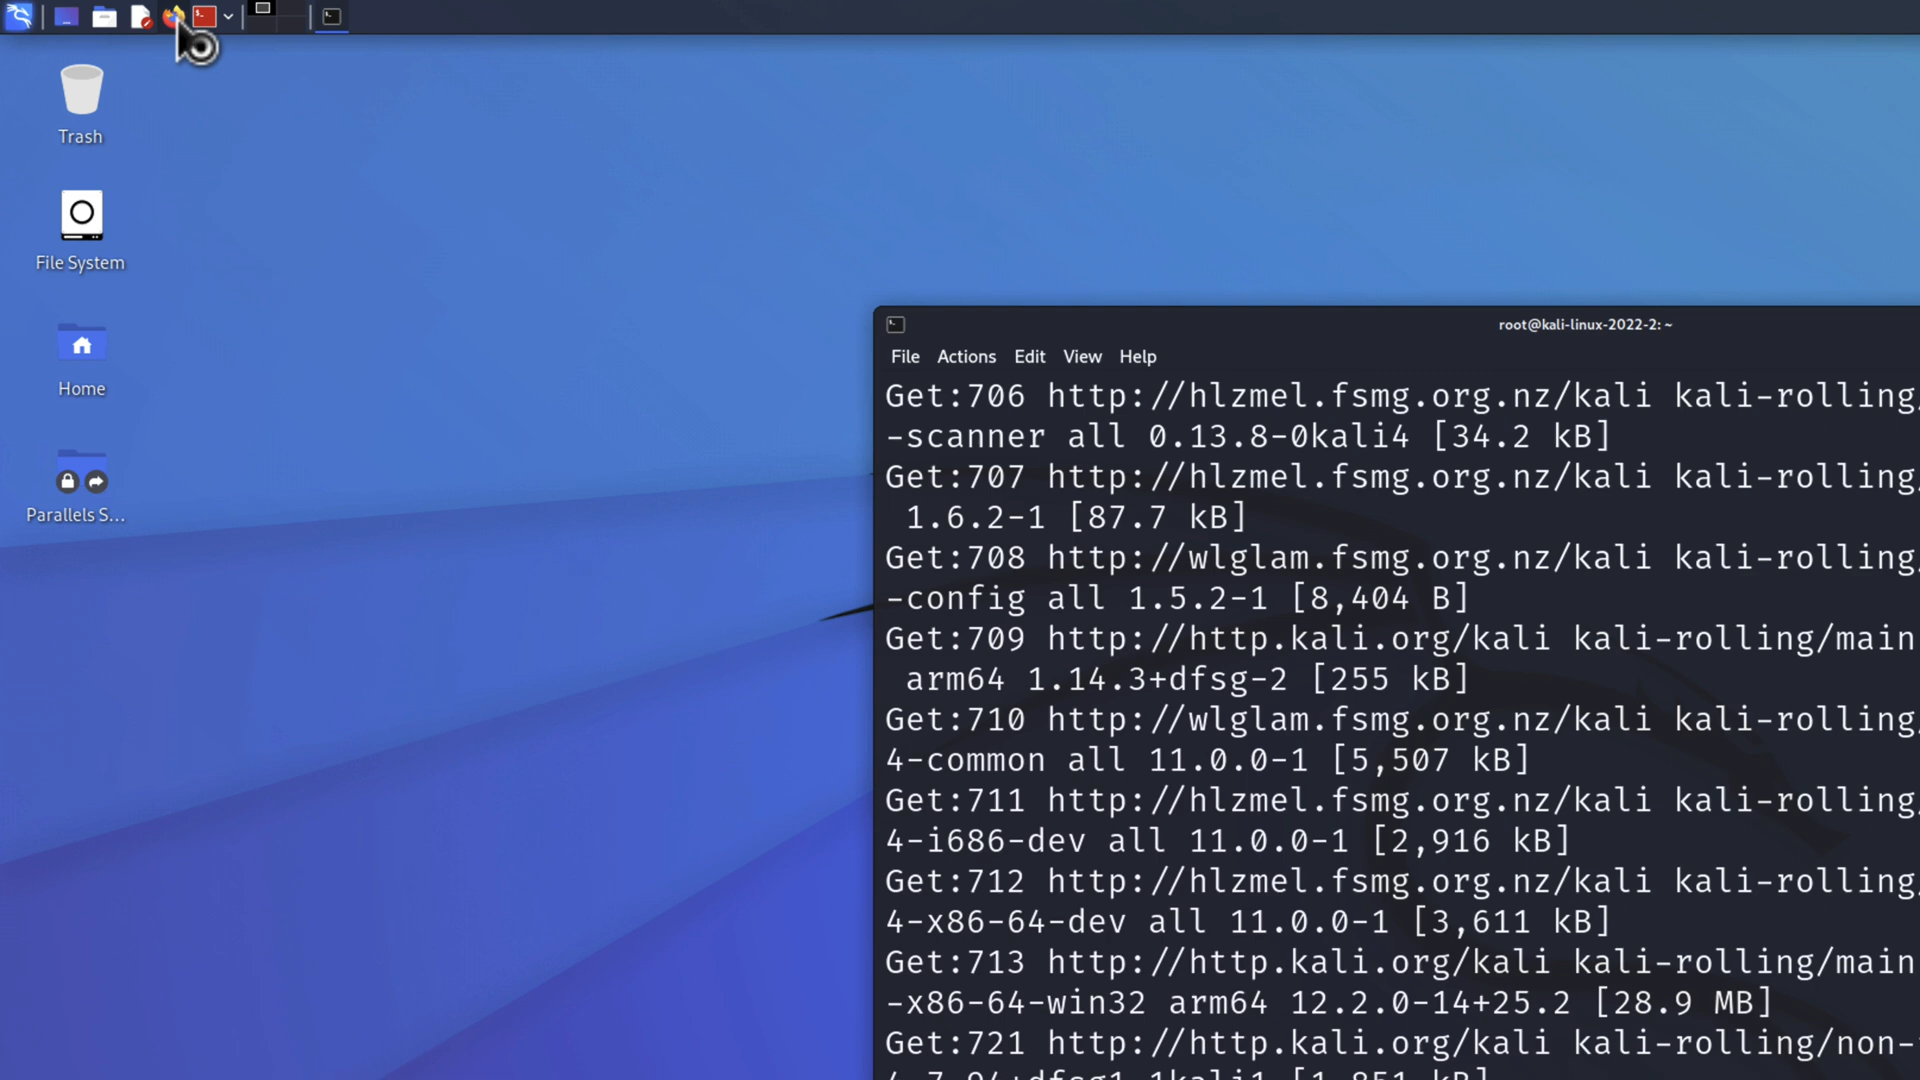 Trash
File System
Home
Parallels S...
root@kali-linux-2022-2: ~
File Actions Edit View Help
Get:706 http://hlzmel.fsmg.org.nz/kali kali-rolling/
-scanner all 0.13.8-0kali4 [34.2 kB]
Get:707 http://hlzmel.fsmg.org.nz/kali kali-rolling/
1.6.2-1 [87.7 kB]
Get:708 http://wlglam.fsmg.org.nz/kali kali-rolling/
-config all 1.5.2-1 [8,404 B]
Get:709 http://http.kali.org/kali kali-rolling/main
arm64 1.14.3+dfsg-2 [255 kB]
Get:710 http://wlglam.fsmg.org.nz/kali kali-rolling/
4-common all 11.0.0-1 [5,507 kB]
Get:711 http://hlzmel.fsmg.org.nz/kali kali-rolling/
4-i686-dev all 11.0.0-1 [2,916 kB]
Get:712 http://hlzmel.fsmg.org.nz/kali kali-rolling/
4-x86-64-dev all 11.0.0-1 [3,611 kB]
Get:713 http://http.kali.org/kali kali-rolling/main
-x86-64-win32 arm64 12.2.0-14+25.2 [28.9 MB]
Get:721 http://http.kali.org/kali kali-rolling/non-